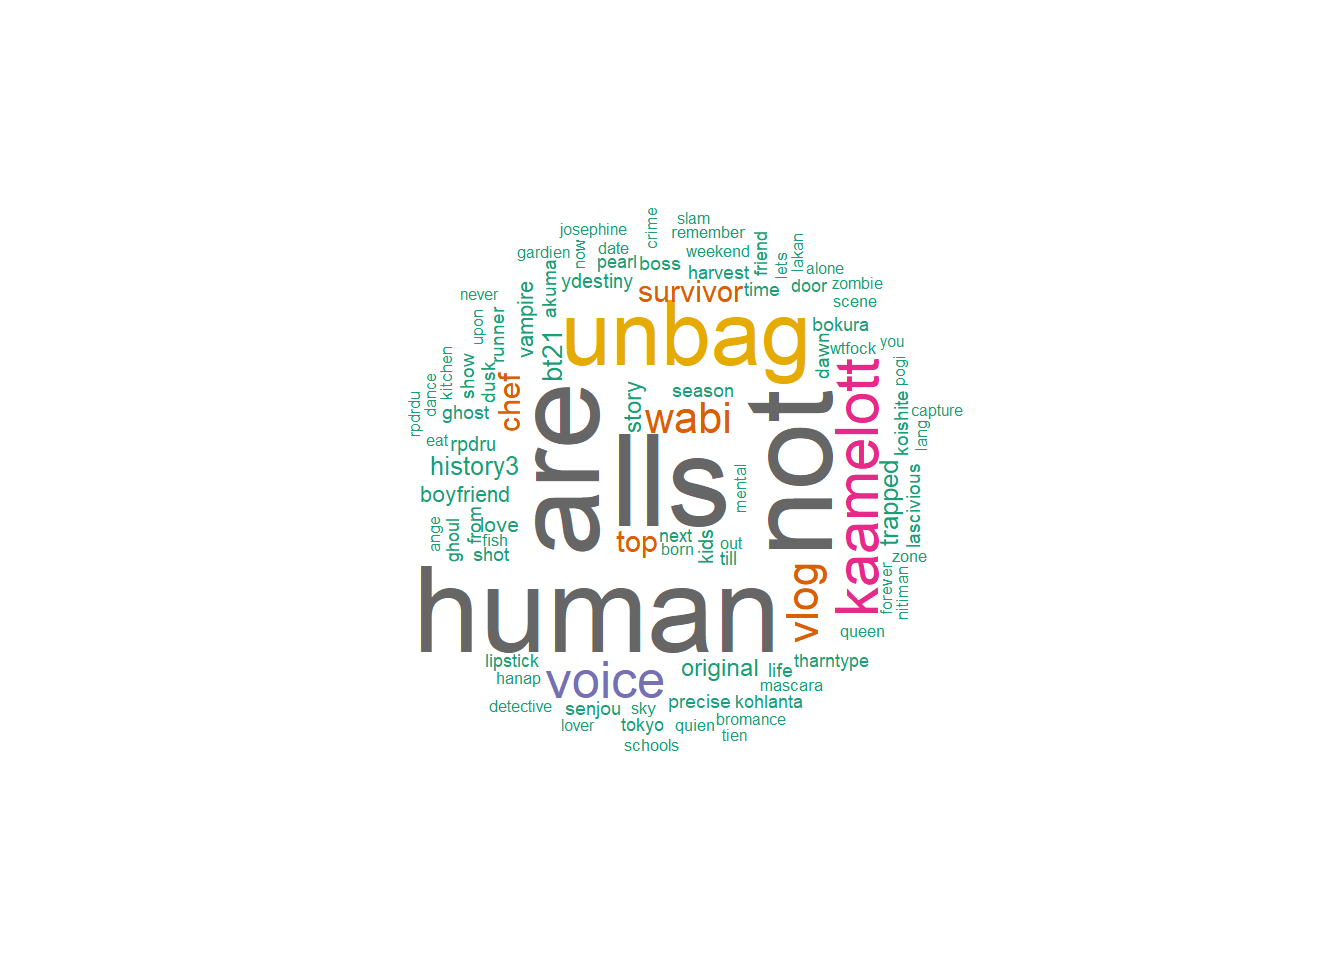 slam
josephine
crime
remember
now
date
weekend
friend
gardien
lets
lakan
pearl
boss
alone
akuma
ydestiny
harvest
door
zombie
never
survivor
time
scene
vampire
upon
runner
unbag
bokura
bt21
dawn
wtfock
you
kitchen
show
dusk
pogi
dance
chef
are
story
season
not
kaamelott
rpdrdu
ghost
wabi
koishite
capture
eat
rpdru
lls
lang
history3
mental
trapped
lascivious
boyfriend
ange
ghoul
from
love
fish
shot
top
next
born
kids
out
till
zone
human
vlog
forever
nitiman
queen
lipstick
voice
original
life
tharntype
hanap
mascara
detective
senjou
sky
precise
kohlanta
lover
tokyo
quien
bromance
tien
schools